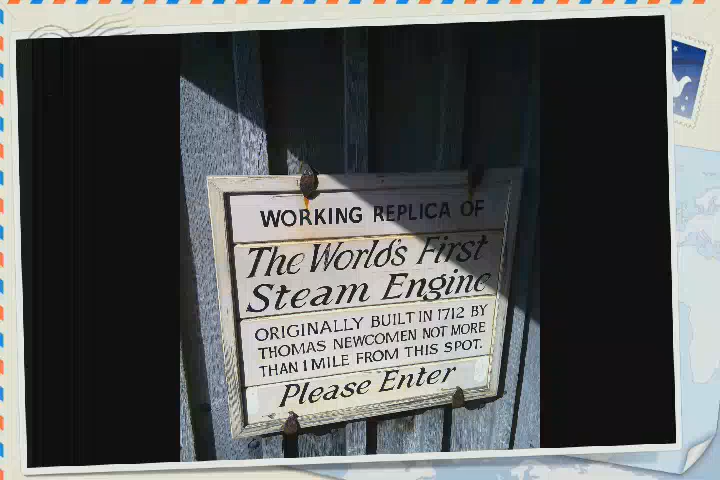 WORKING REPLICA OF
The World's First
Steam Engine
ORIGINALLY BUILT IN 1712 BY
THOMAS NEWCOMEN NOT MORE
THAN 1 MILE FROM THIS SPOT.
Please Enter